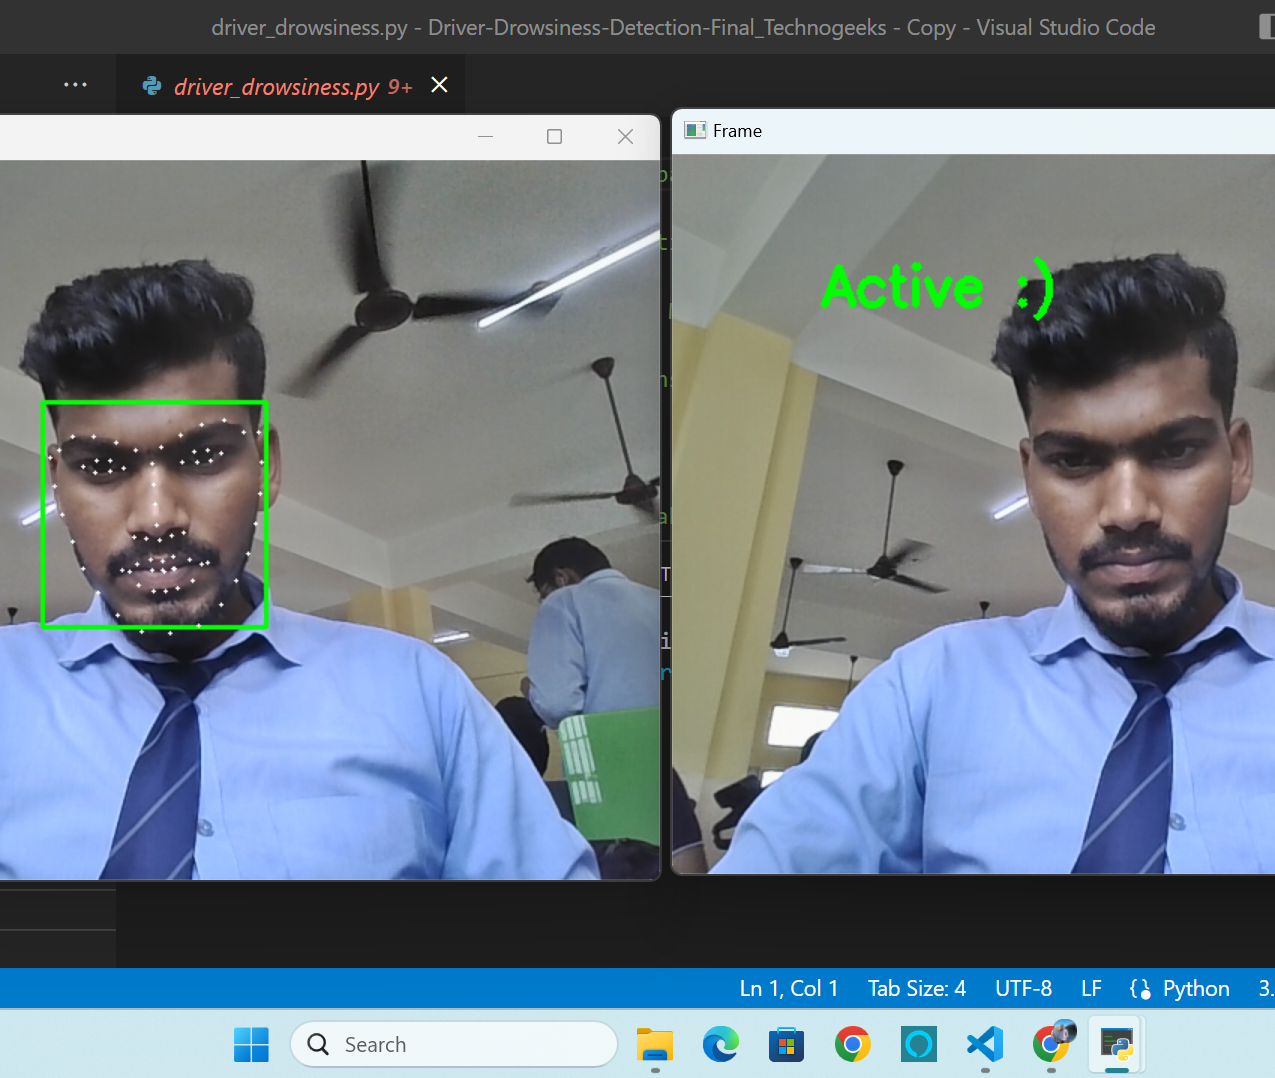 driver_drowsiness.py - Driver-Drowsiness-Detection-Final_Technogeeks - Copy - Visual Studio Code
driver_drowsiness.py 9+
Frame
Active :)
Ln 1, Col 1 Tab Size: 4 UTF-8 LF {} Python 3.
Search